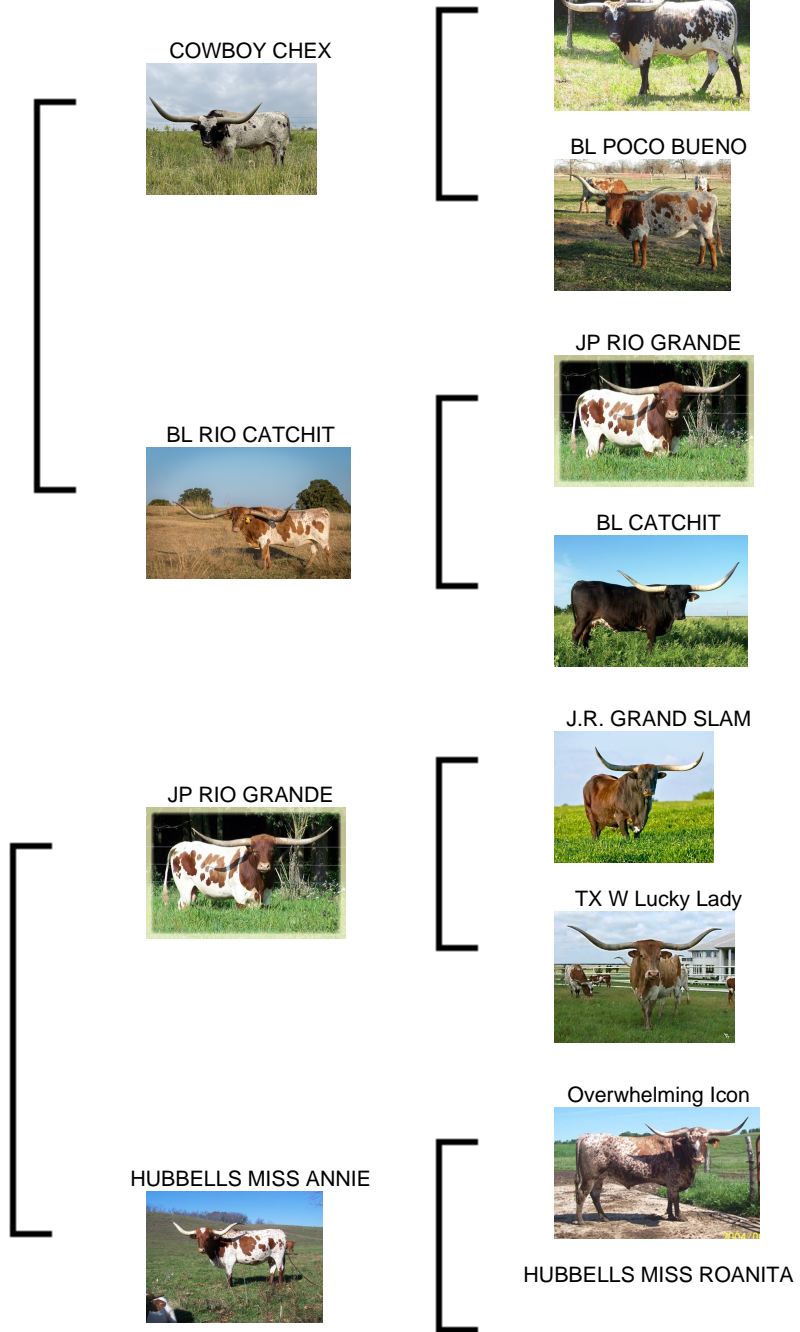 COWBOY CHEX
BL POCO BUENO
JP RIO GRANDE
BL RIO CATCHIT
BL CATCHIT
J.R. GRAND SLAM
JP RIO GRANDE
TX W Lucky Lady
Overwhelming Icon
HUBBELLS MISS ANNIE
HUBBELLS MISS ROANITA